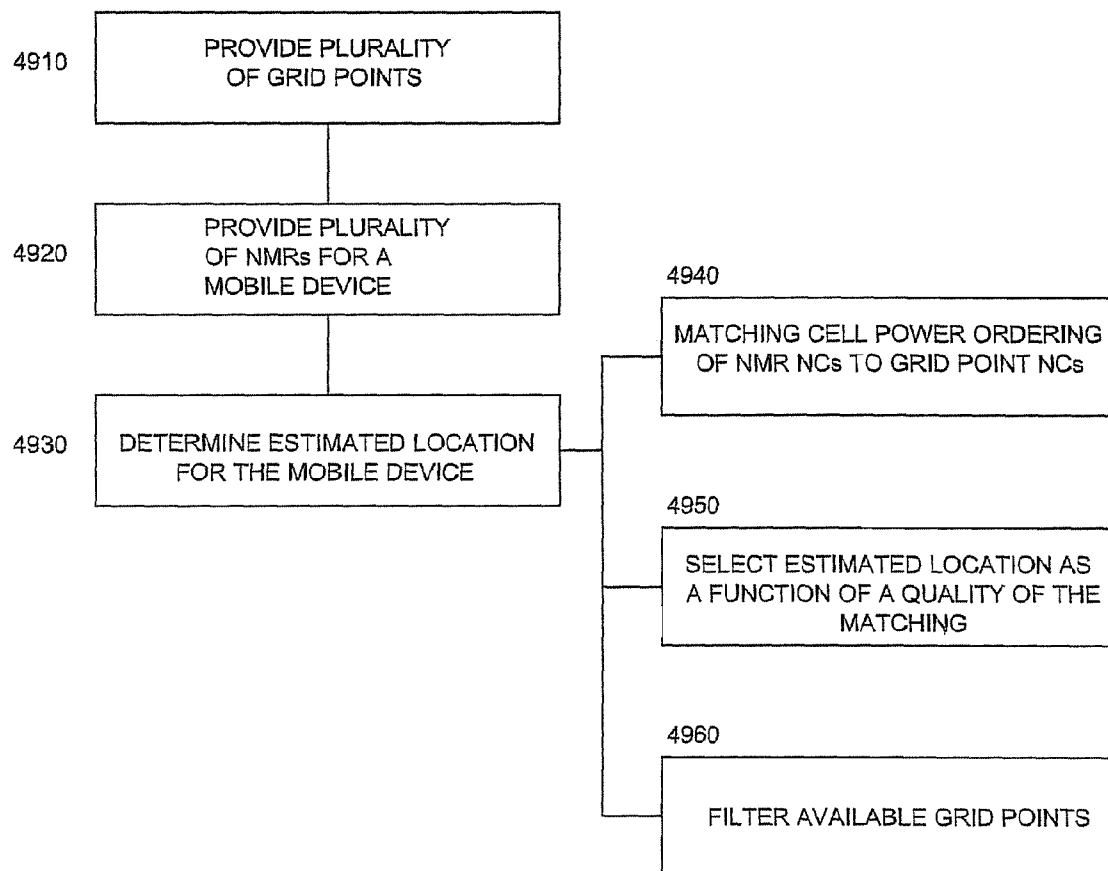 4910
PROVIDE PLURALITY
OF GRID POINTS
4920
PROVIDE PLURALITY
OF NMRs FOR A
MOBILE DEVICE
4930
DETERMINE ESTIMATED LOCATION
FOR THE MOBILE DEVICE
4940
MATCHING CELL POWER ORDERING
OF NMR NCs TO GRID POINT NCs
4950
SELECT ESTIMATED LOCATION AS
A FUNCTION OF A QUALITY OF THE
MATCHING
4960
FILTER AVAILABLE GRID POINTS